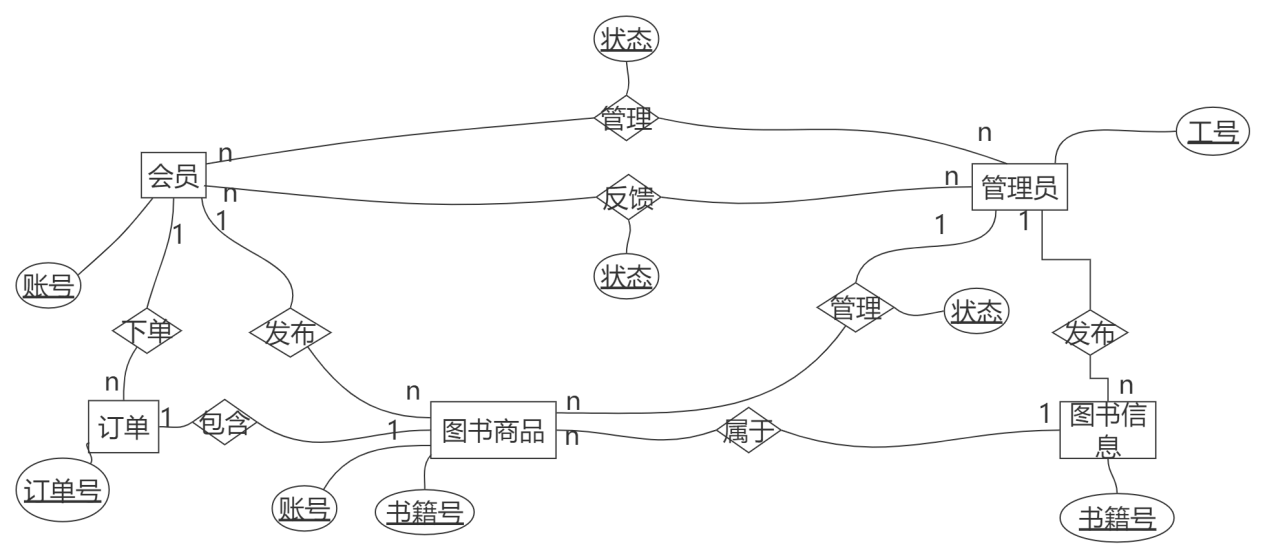 状态
管理
工号
n
n
会员
n
反馈
n
管理员
1
1
1
1
账号
状态
管理
状态
下单
发布
发布
n
n
n
n
订单
1
包含
1
图书商品
n
属于
1
图书信
息
订单号
账号
书籍号
书籍号